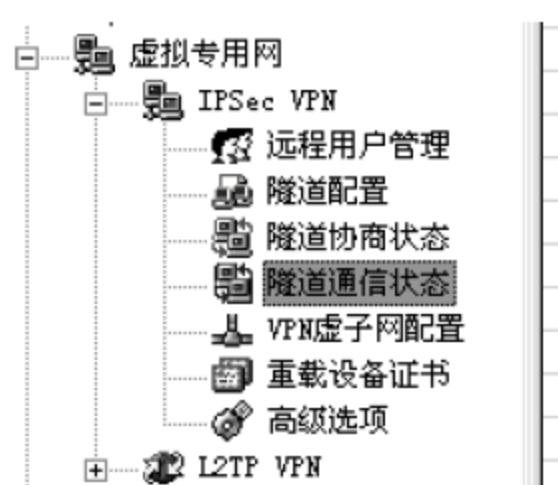 虚拟专用网
IPSec VPN
远程用户管理
隧道配置
隧道协商状态
隧道通信状态
VPN虚子网配置
重载设备证书
高级选项
L2TP VPN